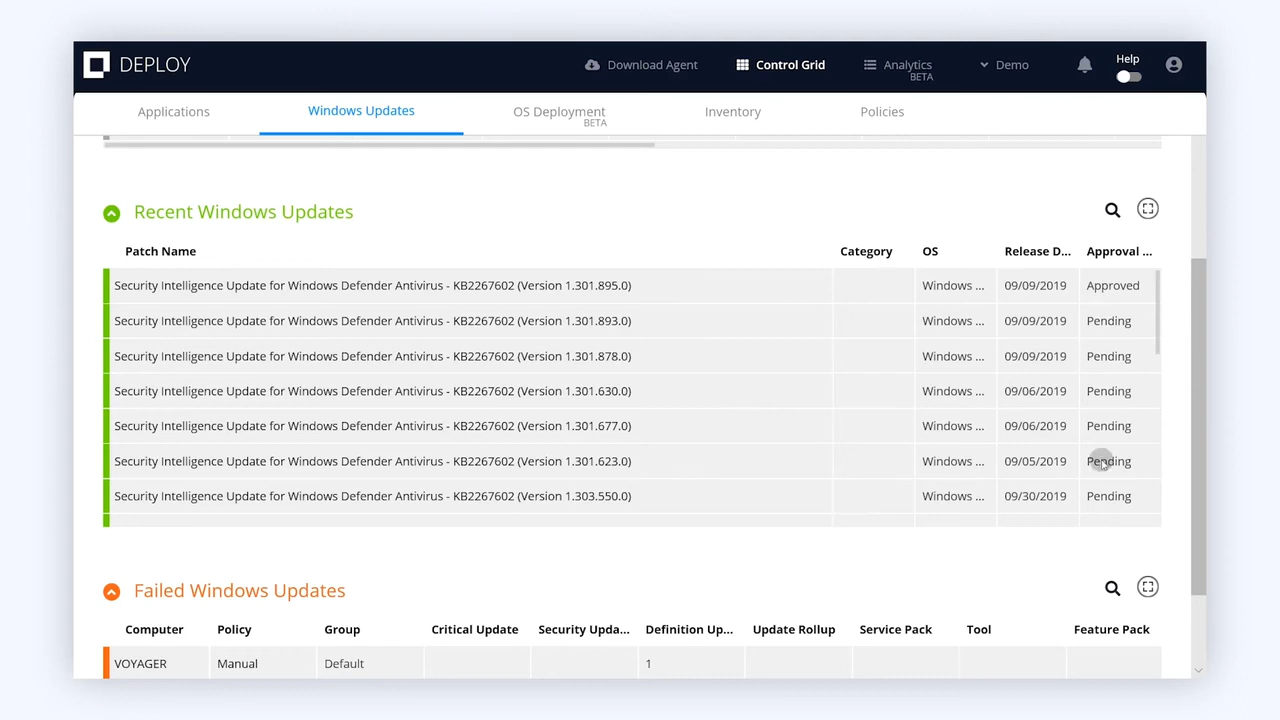 DEPLOY
Download Agent
Control Grid
Analytics
BETA
Demo
Help
Applications
Windows Updates
OS Deployment
BETA
Inventory
Policies
Recent Windows Updates
Patch Name Category OS Release D... Approval ...
Security Intelligence Update for Windows Defender Antivirus - KB2267602 (Version 1.301.895.0) Windows ... 09/09/2019 Approved
Security Intelligence Update for Windows Defender Antivirus - KB2267602 (Version 1.301.893.0) Windows ... 09/09/2019 Pending
Security Intelligence Update for Windows Defender Antivirus - KB2267602 (Version 1.301.878.0) Windows ... 09/09/2019 Pending
Security Intelligence Update for Windows Defender Antivirus - KB2267602 (Version 1.301.630.0) Windows ... 09/06/2019 Pending
Security Intelligence Update for Windows Defender Antivirus - KB2267602 (Version 1.301.677.0) Windows ... 09/06/2019 Pending
Security Intelligence Update for Windows Defender Antivirus - KB2267602 (Version 1.301.623.0) Windows ... 09/05/2019 Pending
Security Intelligence Update for Windows Defender Antivirus - KB2267602 (Version 1.303.550.0) Windows ... 09/30/2019 Pending
Failed Windows Updates
Computer Policy Group Critical Update Security Upda... Definition Up... Update Rollup Service Pack Tool Feature Pack
VOYAGER Manual Default 1